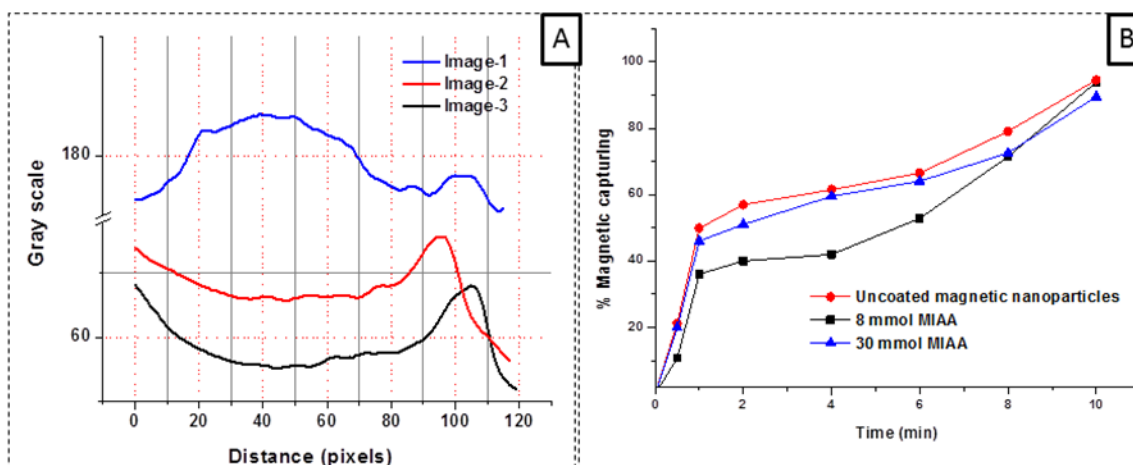 A
Image-1
Image-2
Image-3
180
60
Gray scale
0 20 40 60 80 100 120
Distance (pixels)
B
100
80
60
40
20
% Magnetic capturing
Uncoated magnetic nanoparticles
8 mmol MIAA
30 mmol MIAA
0 2 4 6 8 10
Time (min)